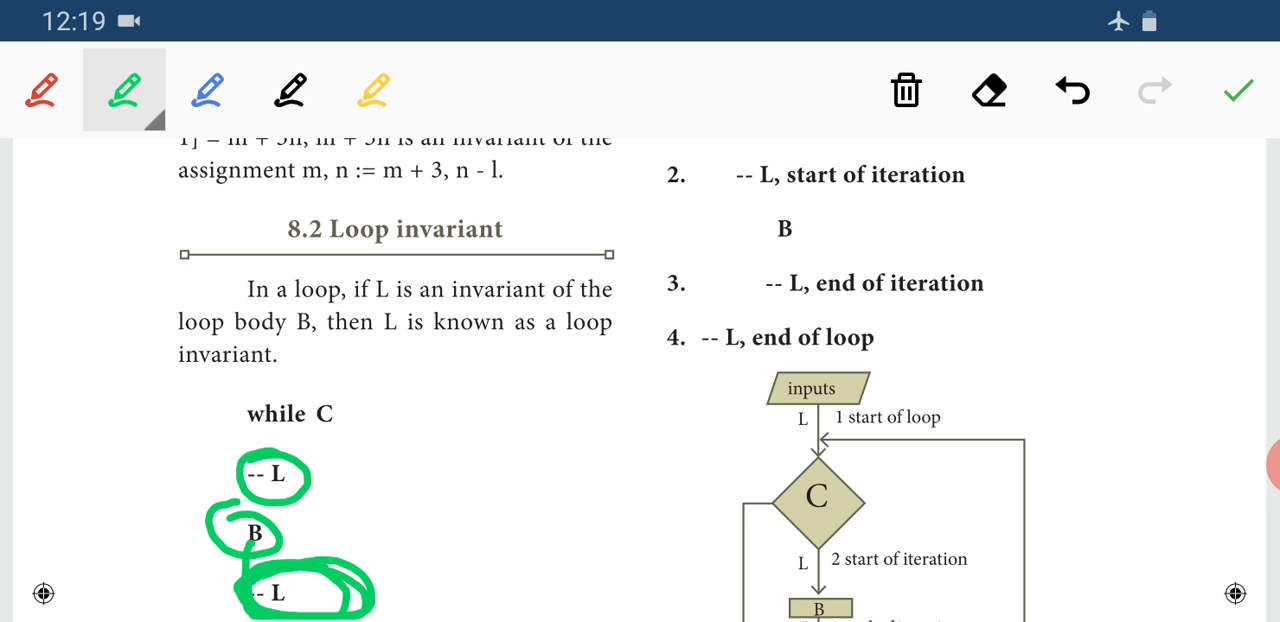 12:19
assignment m, n := m + 3, n - l.
8.2 Loop invariant
In a loop, if L is an invariant of the
loop body B, then L is known as a loop
invariant.
while C
-- L
B
-- L
2. -- L, start of iteration
B
3. -- L, end of iteration
4. -- L, end of loop
inputs
L 1 start of loop
C
L 2 start of iteration
B